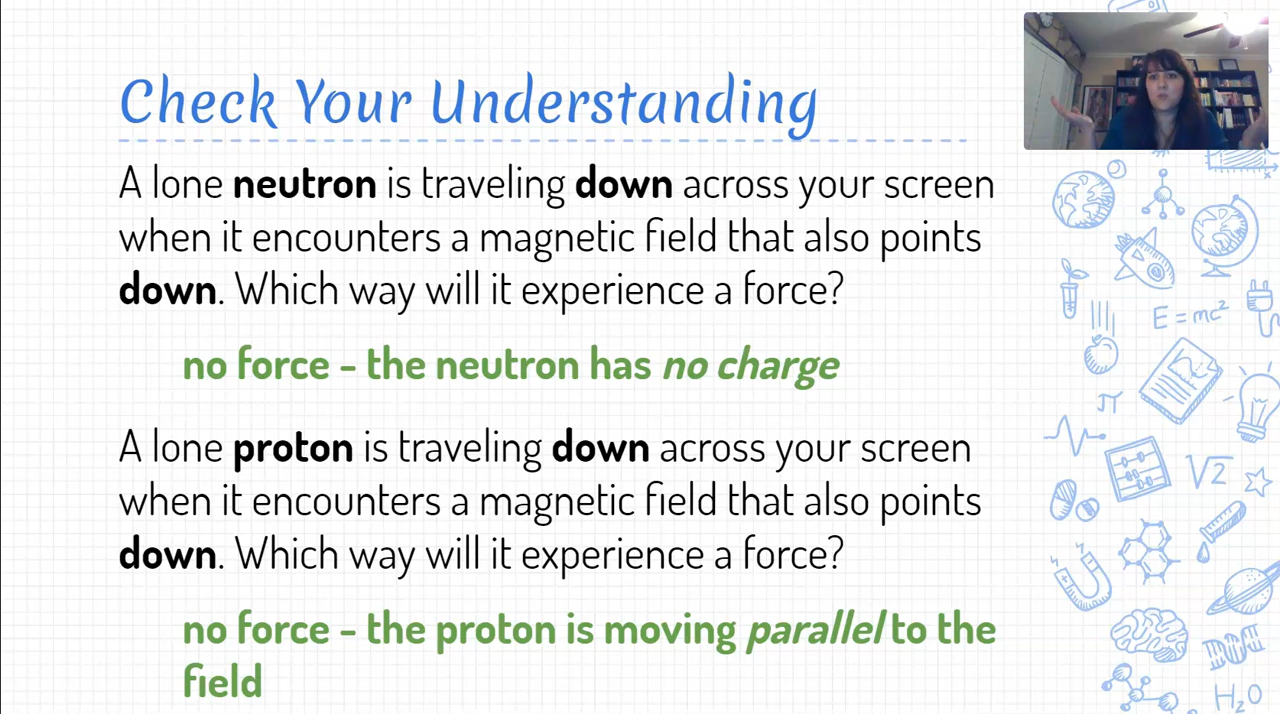 Check Your Understanding
A lone neutron is traveling down across your screen
when it encounters a magnetic field that also points
down. Which way will it experience a force?
no force - the neutron has no charge
A lone proton is traveling down across your screen
when it encounters a magnetic field that also points
down. Which way will it experience a force?
no force - the proton is moving parallel to the
field
E=mc²
π
√2
H₂O